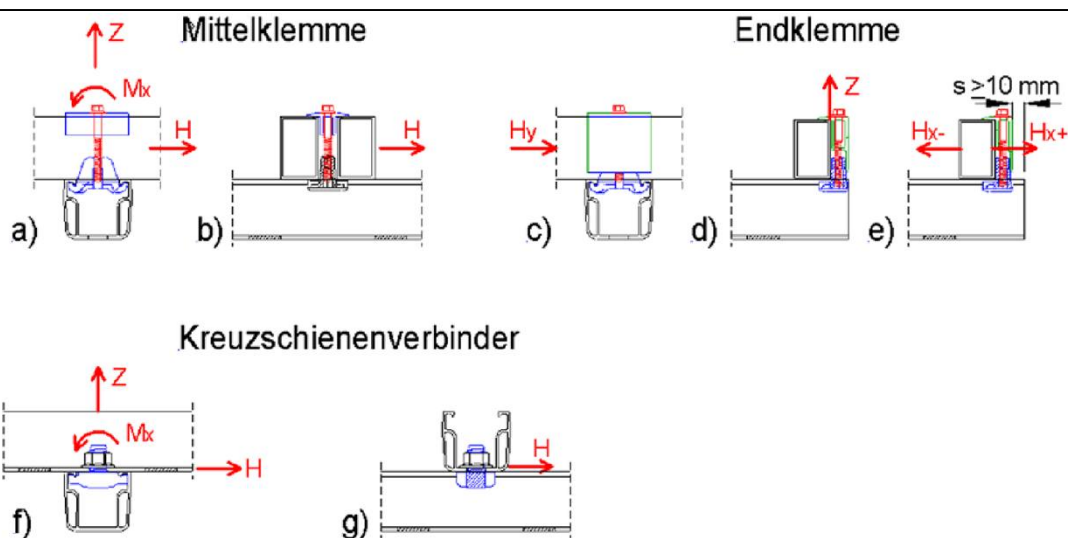 Mittelklemme
Endklemme
Z
Mx
H
a)
H
b)
Hy
c)
Z
d)
s ≥10 mm
Hx-
Hx+
e)
Kreuzschienenverbinder
Z
Mx
H
f)
H
g)